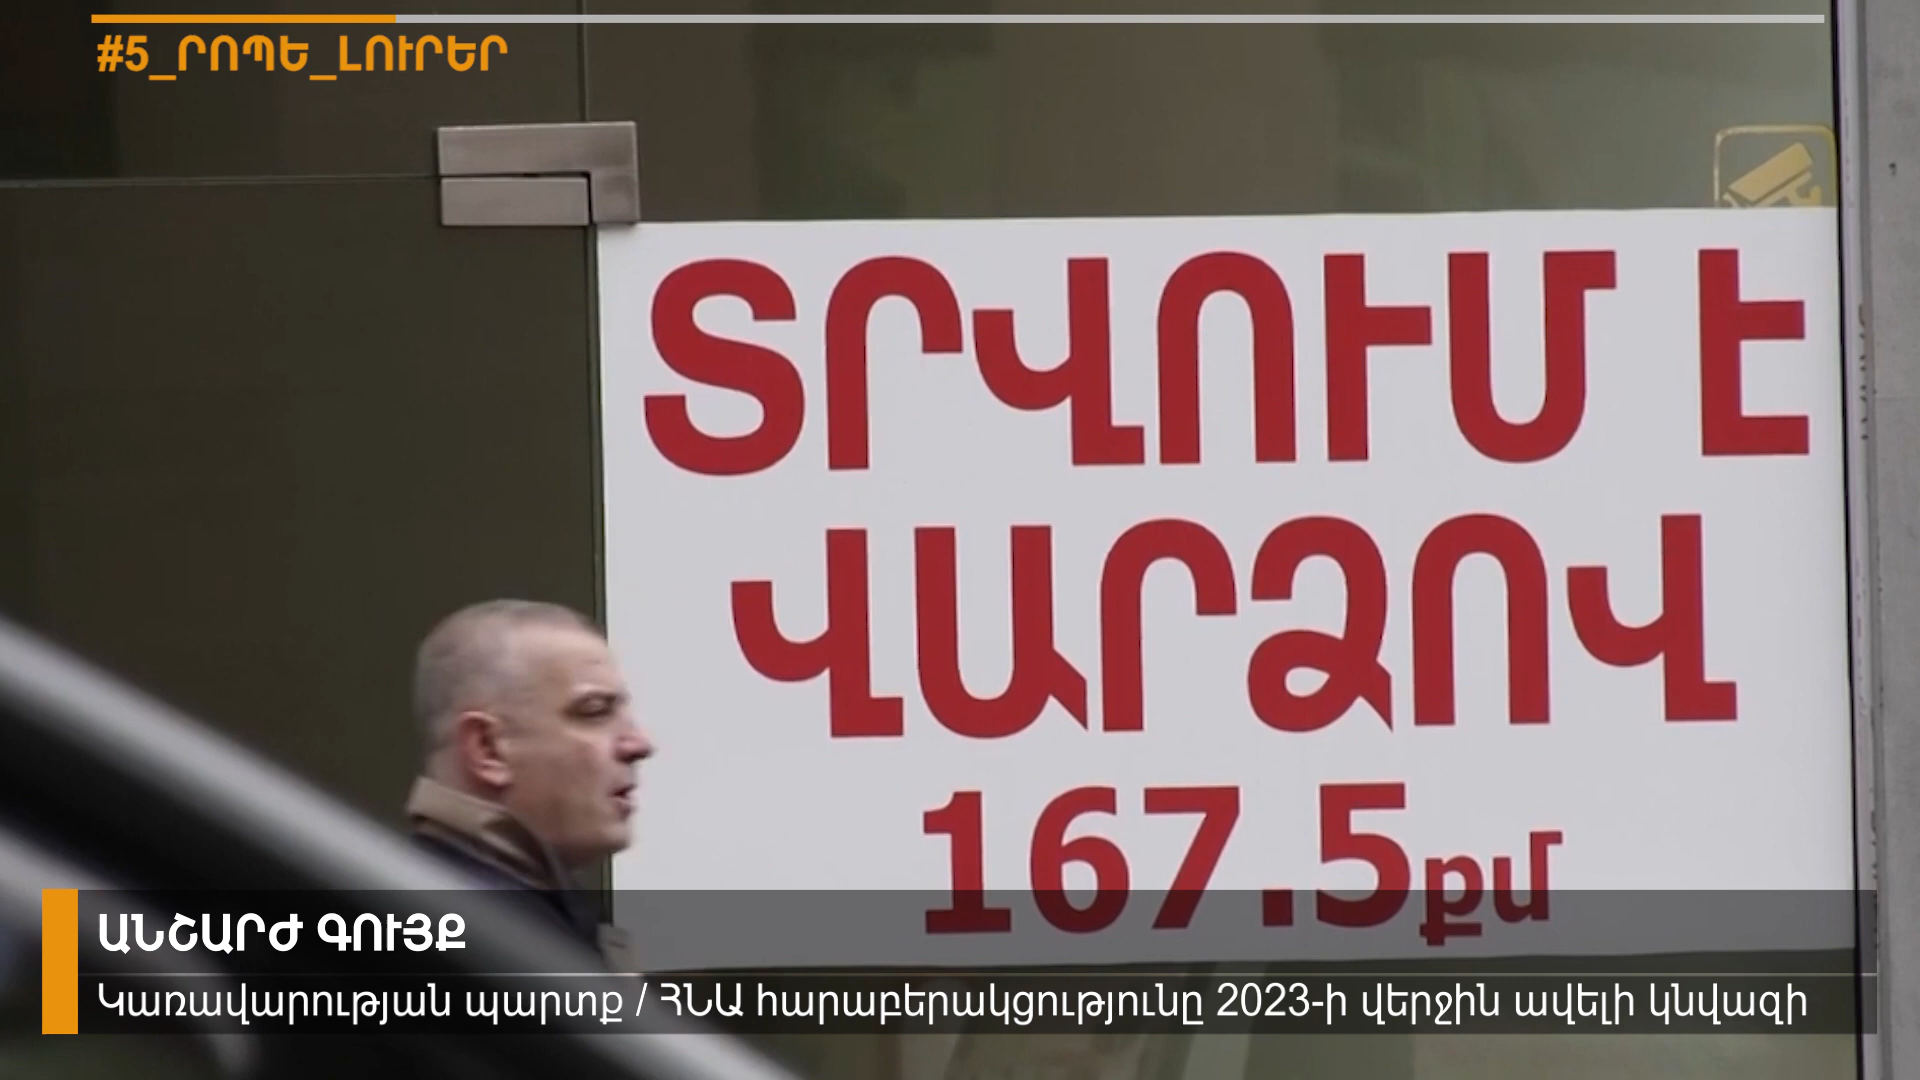 #5_ՐՈՊԵ_ԼՈՒՐԵՐ
ՏՐՎՈՒՄ Է
ՎԱՐՁՈՎ
167.5քմ
ԱՆՇԱՐԺ ԳՈՒՅՔ
Կառավարության պարտք / ՀՆԱ հարաբերակցությունը 2023-ի վերջին ավելի կնվազի